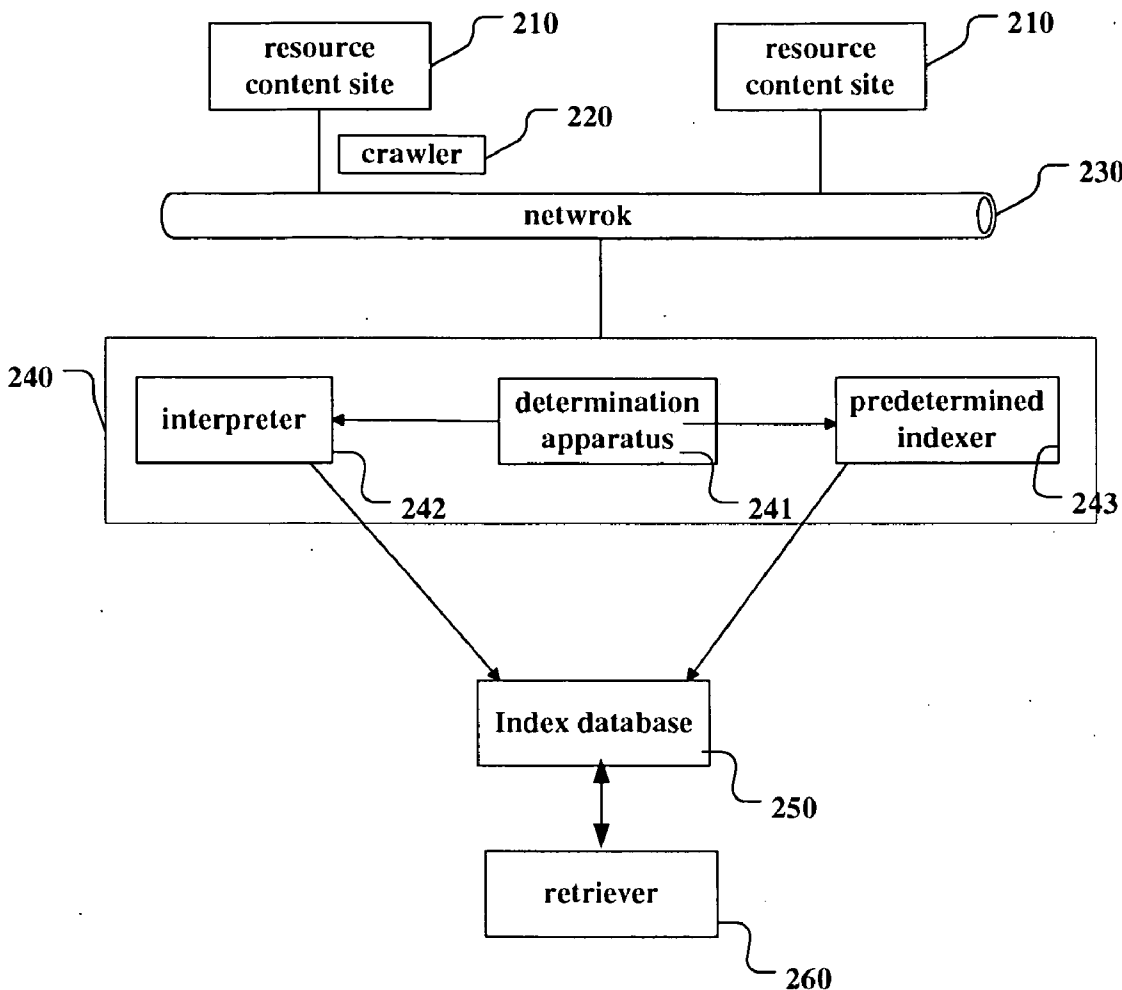 resource
content site
210
resource
content site
210
crawler
220
netwrok
230
240
interpreter
242
determination
apparatus
241
predetermined
indexer
243
Index database
250
retriever
260